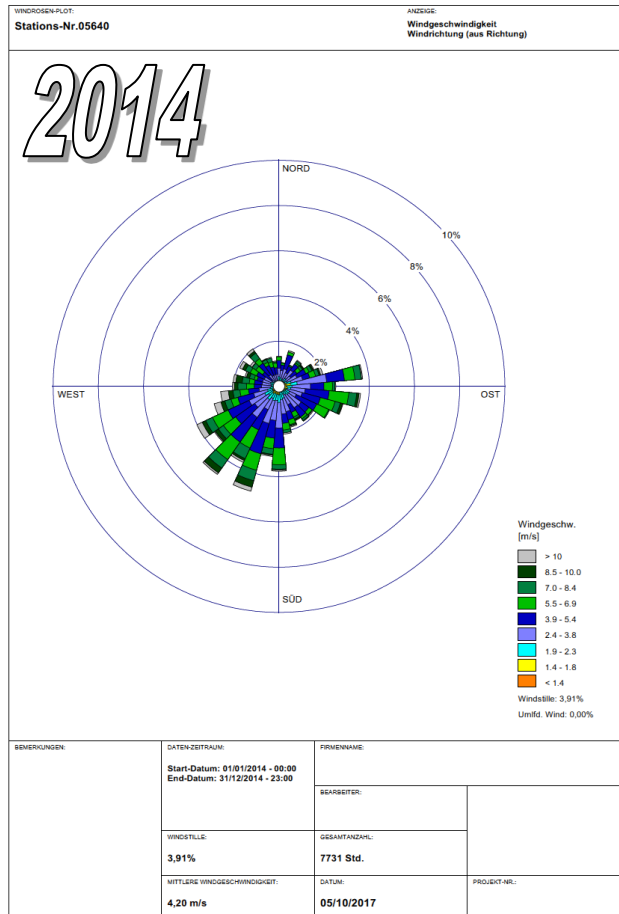 WINDROSEN-PLOT:
Stations-Nr.05640
ANZEIGE:
Windgeschwindigkeit
Windrichtung (aus Richtung)
2014
NORD
10%
8%
6%
4%
2%
WEST
OST
SÜD
Windgeschw.
[m/s]
> 10
8.5 - 10.0
7.0 - 8.4
5.5 - 6.9
3.9 - 5.4
2.4 - 3.8
1.9 - 2.3
1.4 - 1.8
< 1.4
Windstille: 3,91%
Umlfd. Wind: 0,00%
BEMERKUNGEN:
DATEN-ZEITRAUM:
Start-Datum: 01/01/2014 - 00:00
End-Datum: 31/12/2014 - 23:00
FIRMENNAME:
BEARBEITER:
WINDSTILLE:
3,91%
GESAMTANZAHL:
7731 Std.
MITTLERE WINDGESCHWINDIGKEIT:
4,20 m/s
DATUM:
05/10/2017
PROJEKT-NR.: